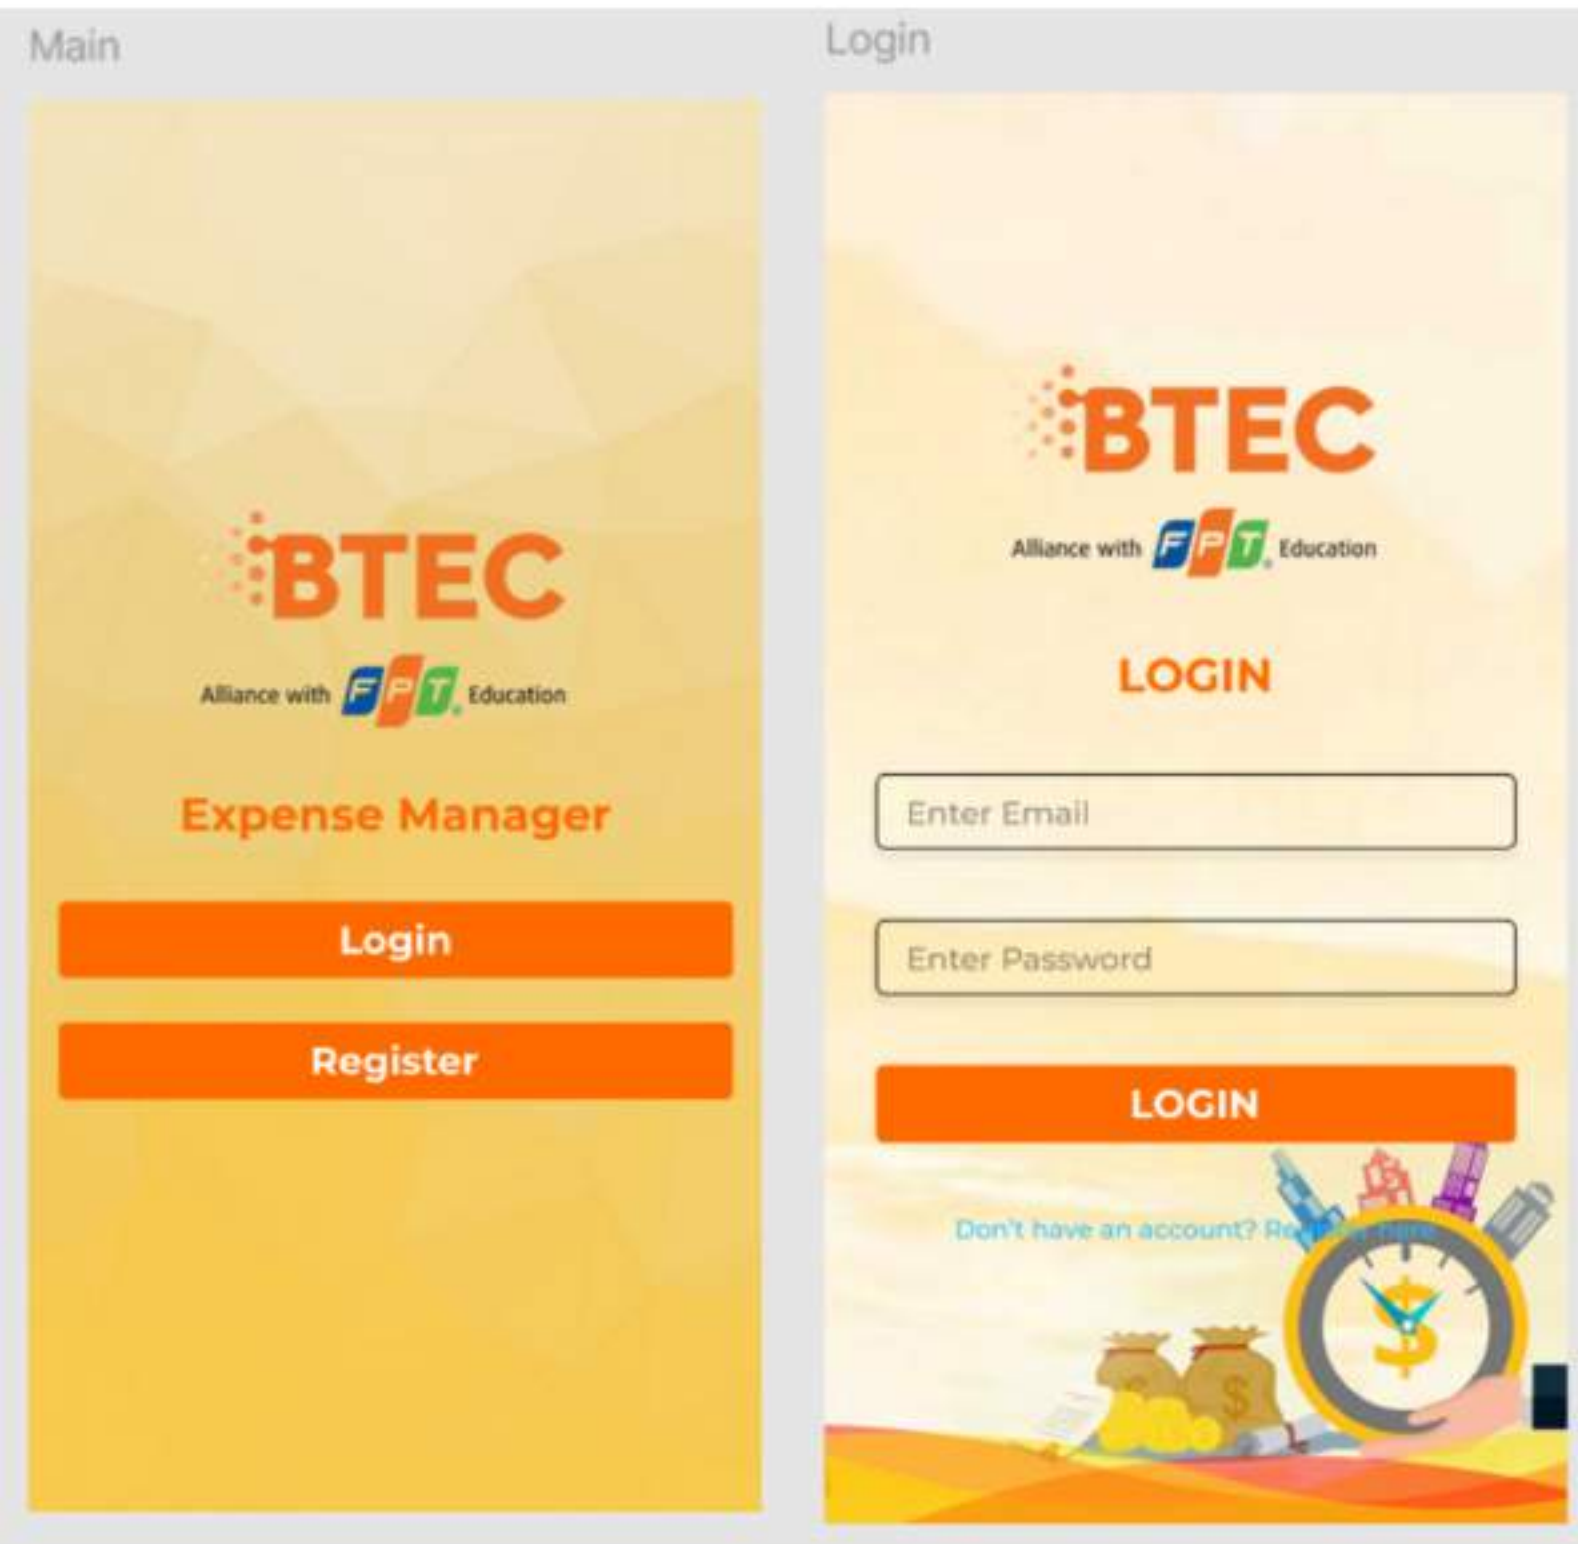 Main
BTEC
Alliance with FPT Education
Expense Manager
Login
Register
Login
BTEC
Alliance with FPT Education
LOGIN
Enter Email
Enter Password
LOGIN
Don't have an account?